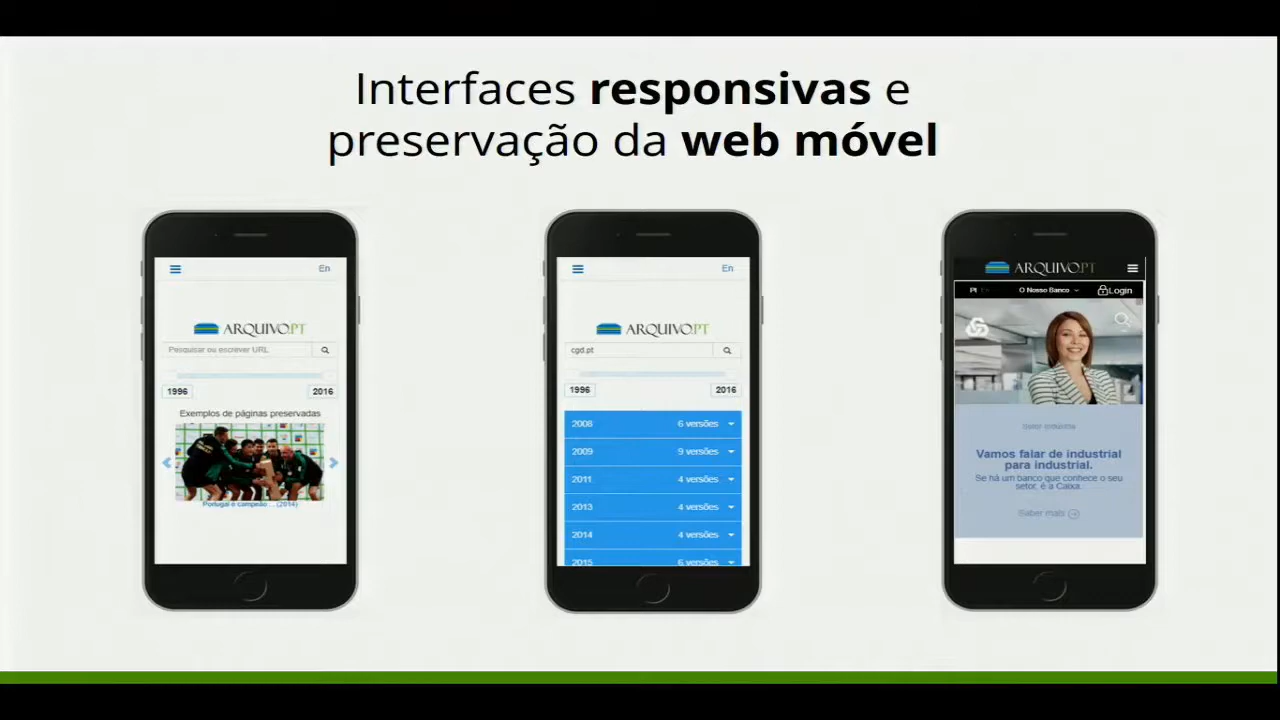 Interfaces responsivas e
preservação da web móvel
En
ARQUIVO.PT
Pesquisar ou escrever URL
1996
2016
Exemplos de páginas preservadas
Portugal é campeão... (2014)
En
ARQUIVO.PT
cgd.pt
1996
2016
2008 6 versões
2009 9 versões
2011 4 versões
2013 4 versões
2014 4 versões
2015 6 versões
ARQUIVO.PT
Pt O Nosso Banco Login
Vamos falar de industrial
para industrial.
Se há um banco que conhece o seu
setor, é a Caixa.
Saber mais